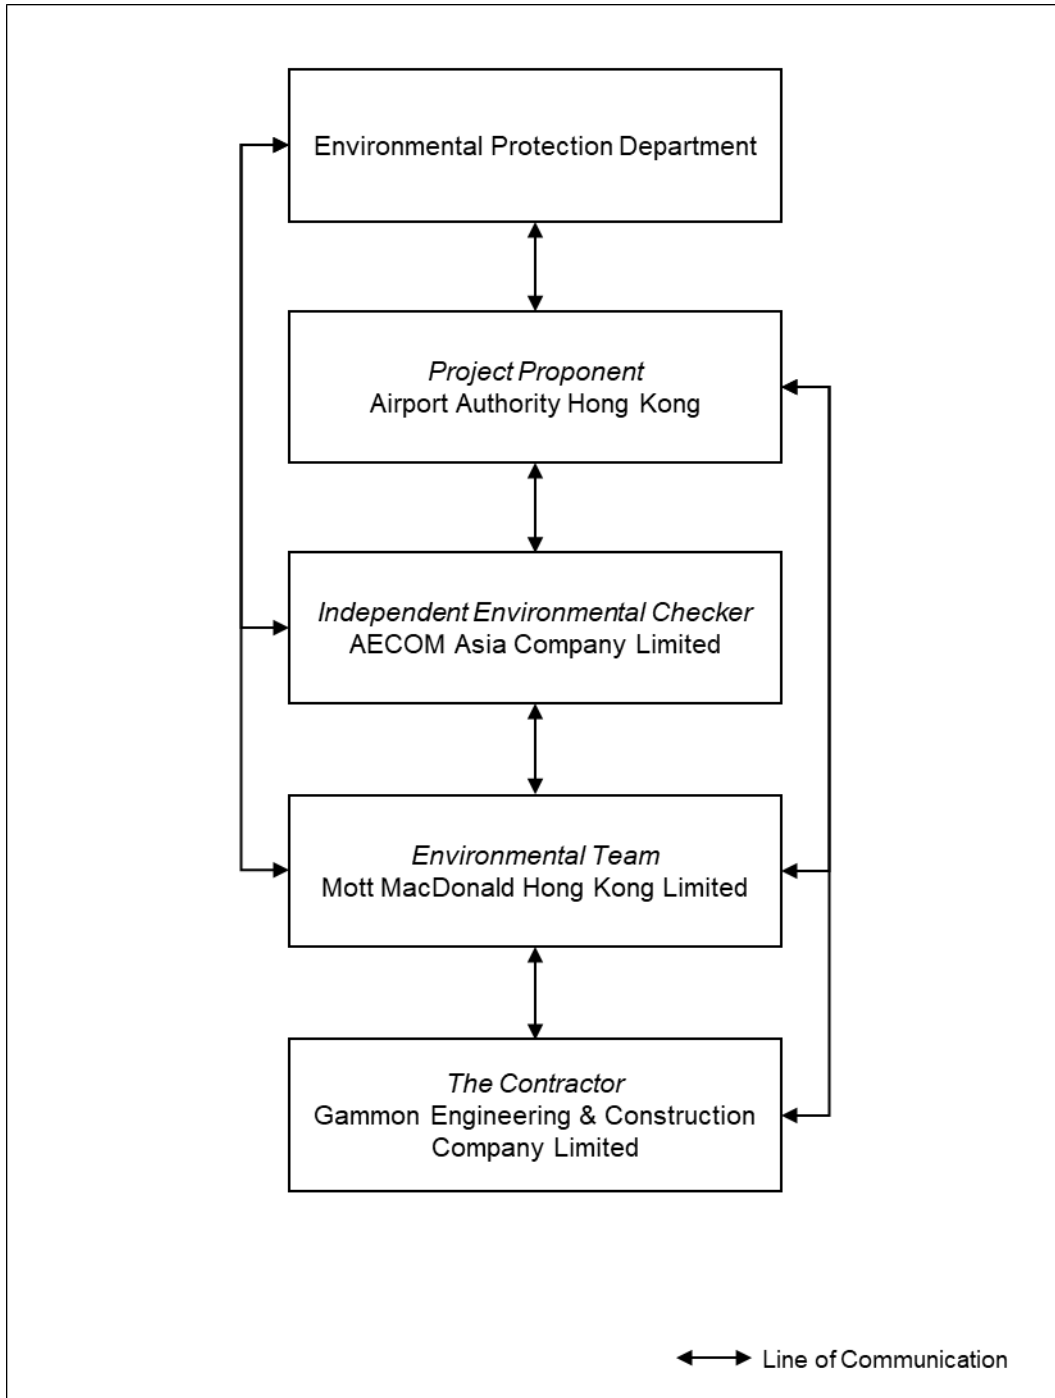 Environmental Protection Department
Project Proponent
Airport Authority Hong Kong
Independent Environmental Checker
AECOM Asia Company Limited
Environmental Team
Mott MacDonald Hong Kong Limited
The Contractor
Gammon Engineering & Construction
Company Limited
Line of Communication